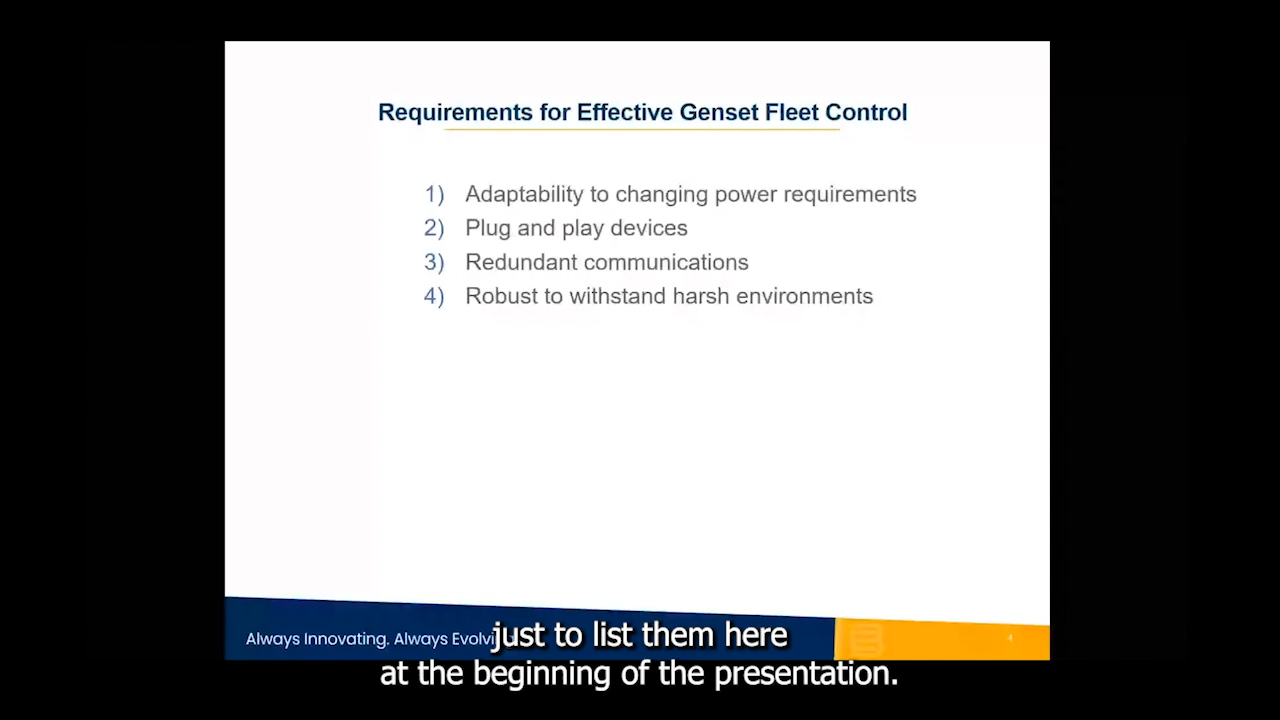 Requirements for Effective Genset Fleet Control
1) Adaptability to changing power requirements
2) Plug and play devices
3) Redundant communications
4) Robust to withstand harsh environments
Always Innovating. Always Evolvi
4
just to list them here
at the beginning of the presentation.